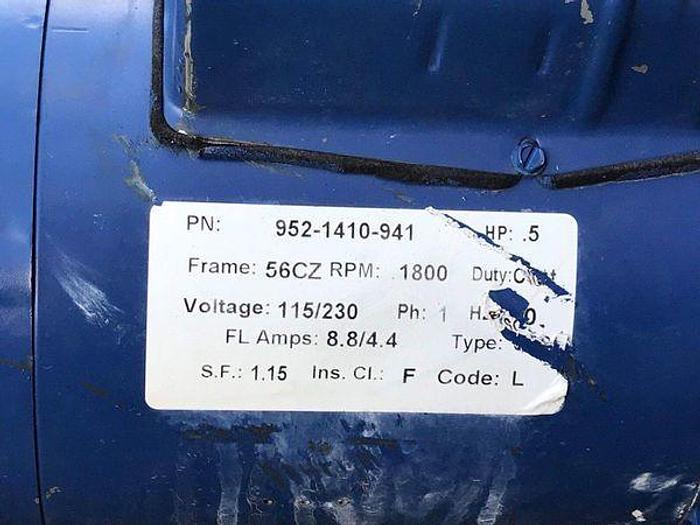 PN: 952-1410-941 HP: .5
Frame: 56CZ RPM: 1800 Duty:
Voltage: 115/230 Ph: 1
FL Amps: 8.8/4.4 Type:
S.F.: 1.15 Ins. Cl.: F Code: L